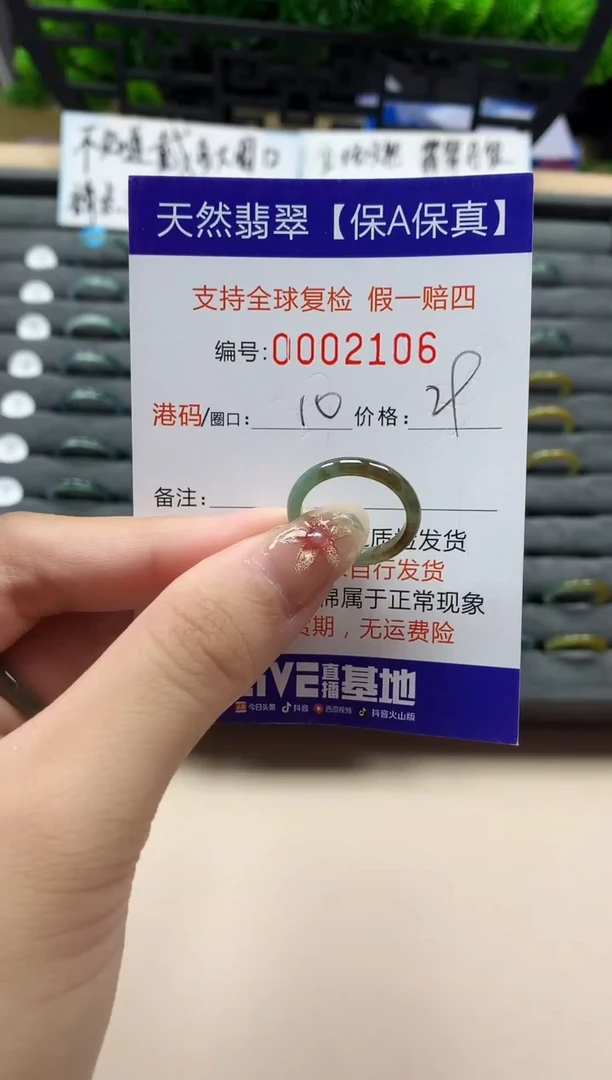 天然翡翠【保A保真】
支持全球复检 假一赔四
编号:0002106
港码/圈口: 10 价格:
备注:
质检发货
自行发货
棉属于正常现象
期，无运费险
直播基地
今日头条 抖音 西瓜视频 抖音火山版